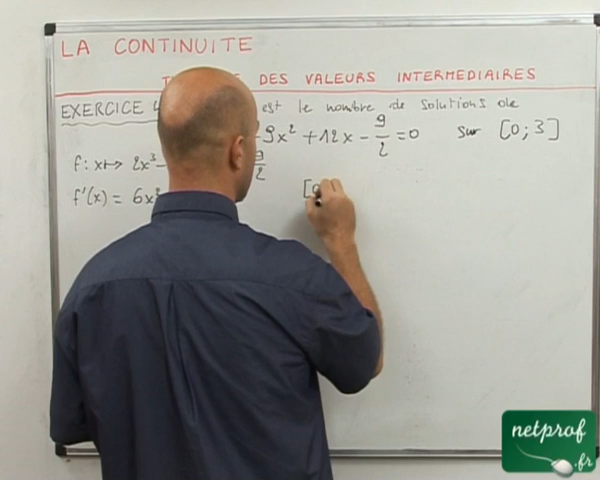 LA CONTINUITE
DES VALEURS INTERMEDIAIRES
EXERCICE est le nombre de solutions de
9x² + 12x - 9/2 = 0 sur [0;3]
f: x ↦ 2x³ - 9/2
f'(x) = 6x² [0
netprof
.fr